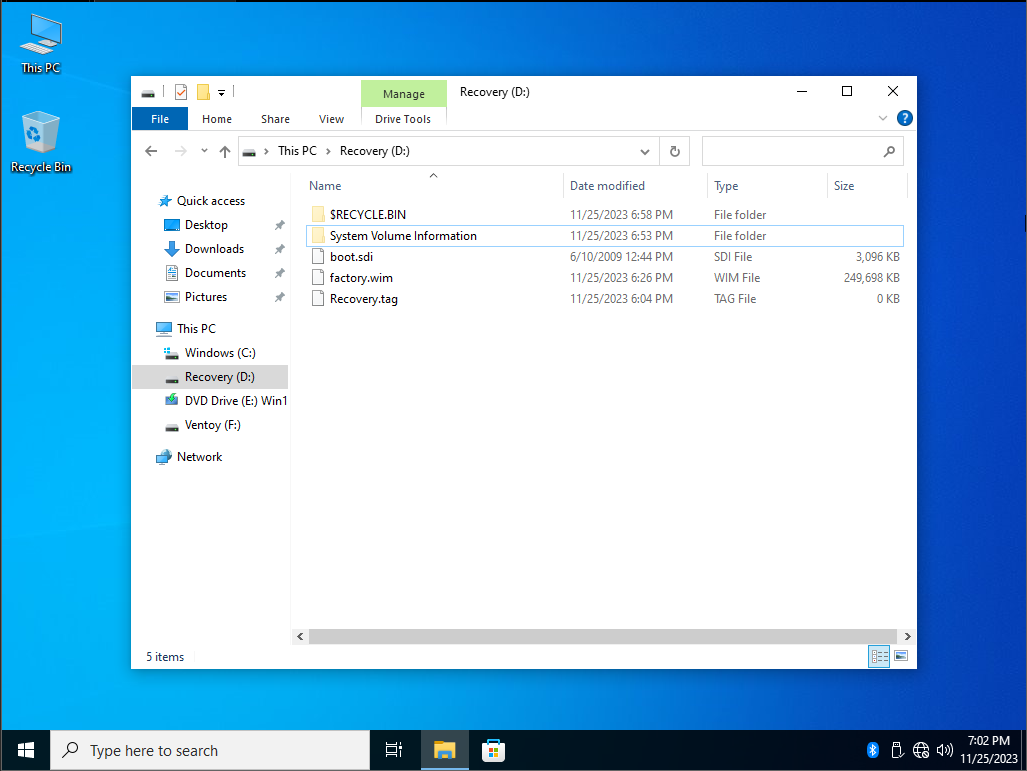 This PC
Recycle Bin
Manage
Recovery (D:)
File
Home
Share
View
Drive Tools
This PC
Recovery (D:)
Name
Date modified
Type
Size
Quick access
Desktop
Downloads
Documents
Pictures
This PC
Windows (C:)
Recovery (D:)
DVD Drive (E:) Win1
Ventoy (F:)
Network
$RECYCLE.BIN 11/25/2023 6:58 PM File folder
System Volume Information 11/25/2023 6:53 PM File folder
boot.sdi 6/10/2009 12:44 PM SDI File 3,096 KB
factory.wim 11/25/2023 6:26 PM WIM File 249,698 KB
Recovery.tag 11/25/2023 6:04 PM TAG File 0 KB
5 items
Type here to search
7:02 PM
11/25/2023